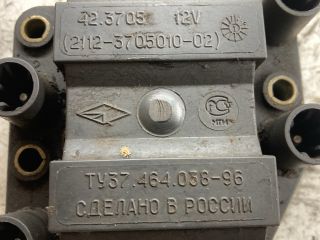 42.3705 12V
(2112-3705010-02)
ТУ37.464.038-96
СДЕЛАНО В РОССИИ